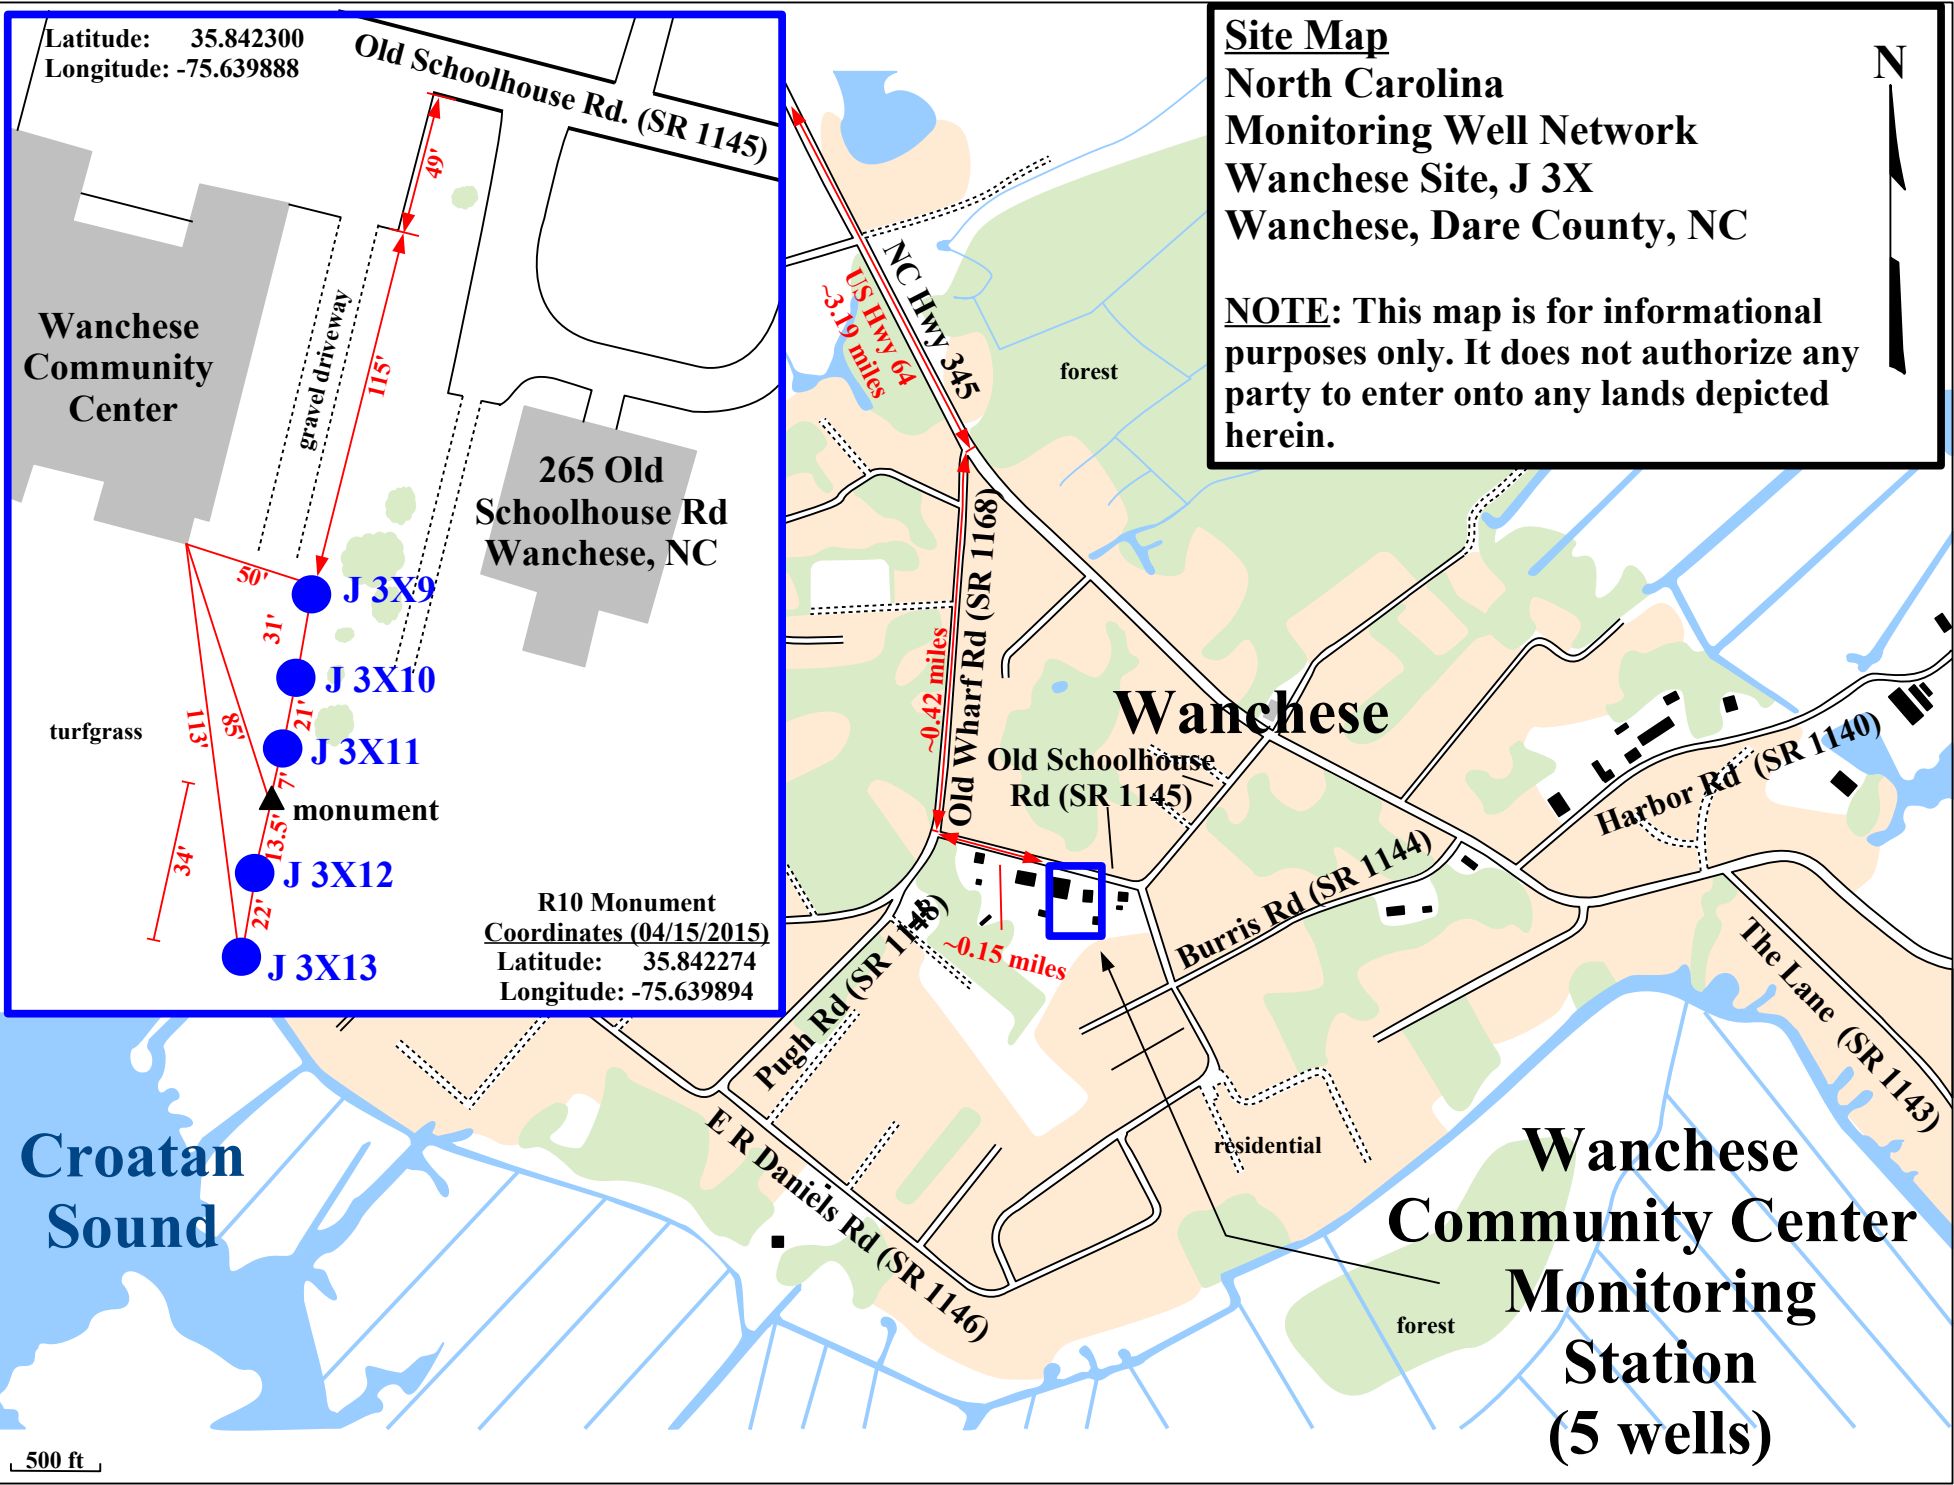 Latitude: 35.842300
Longitude: -75.639888
Old Schoolhouse Rd. (SR 1145)
49'
115'
gravel driveway
Wanchese
Community
Center
265 Old
Schoolhouse Rd
Wanchese, NC
50'
J 3X9
31'
J 3X10
21'
J 3X11
7'
monument
13.5'
J 3X12
22'
J 3X13
113'
85'
34'
turfgrass
R10 Monument
Coordinates (04/15/2015)
Latitude: 35.842274
Longitude: -75.639894
Site Map
North Carolina
Monitoring Well Network
Wanchese Site, J 3X
Wanchese, Dare County, NC
NOTE: This map is for informational
purposes only. It does not authorize any
party to enter onto any lands depicted
herein.
N
NC Hwy 345
US Hwy 64
~3.19 miles
forest
Old Wharf Rd (SR 1168)
~0.42 miles
Wanchese
Old Schoolhouse
Rd (SR 1145)
Harbor Rd (SR 1140)
Burris Rd (SR 1144)
~0.15 miles
Pugh Rd (SR 1148)
The Lane (SR 1143)
E R Daniels Rd (SR 1146)
residential
Croatan
Sound
forest
Wanchese
Community Center
Monitoring
Station
(5 wells)
500 ft